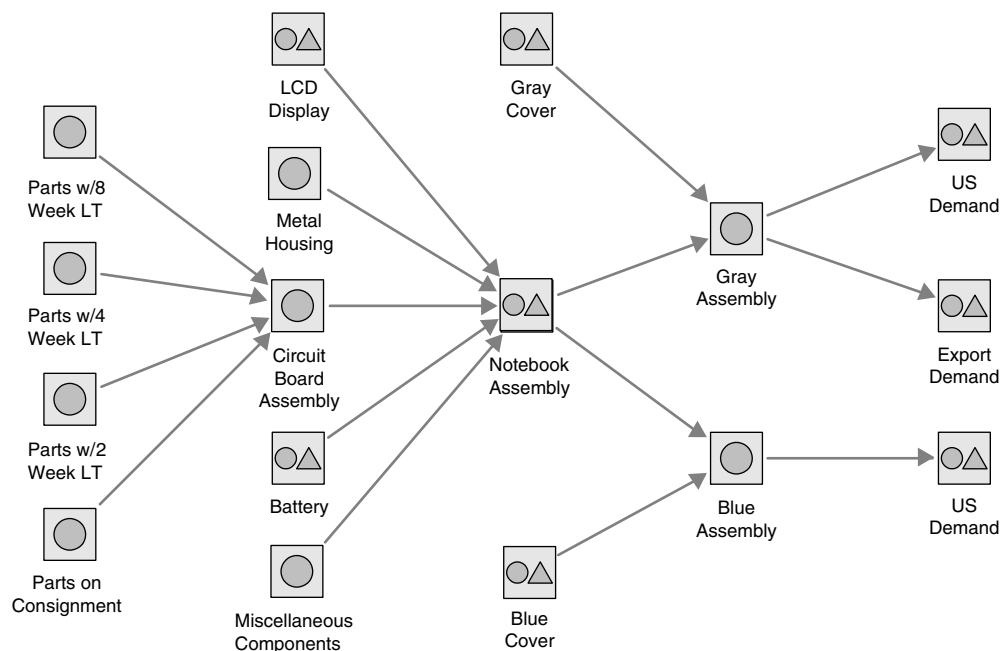 LCD
Display
Gray
Cover
Parts w/8
Week LT
US
Demand
Metal
Housing
Gray
Assembly
Parts w/4
Week LT
Circuit
Board
Assembly
Notebook
Assembly
Export
Demand
Parts w/2
Week LT
Battery
Blue
Assembly
US
Demand
Parts on
Consignment
Miscellaneous
Components
Blue
Cover